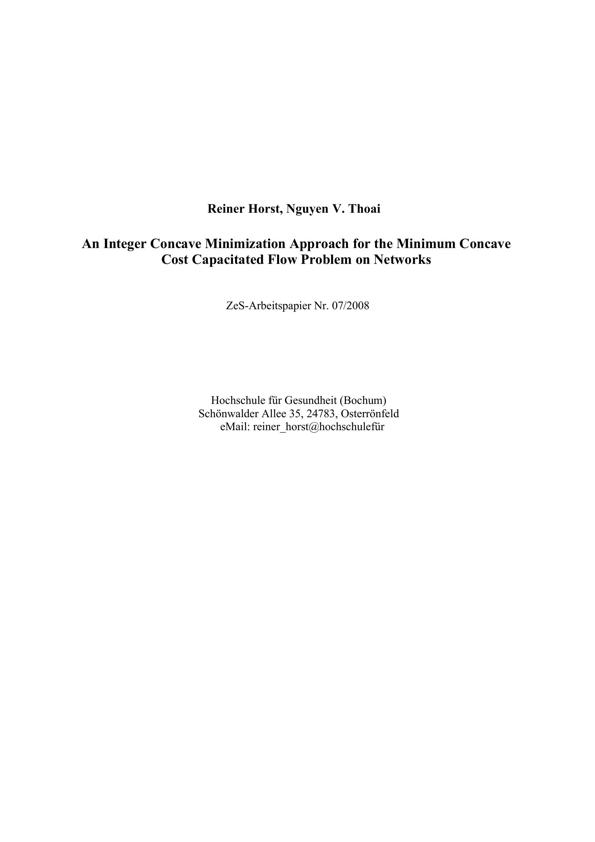 Reiner Horst, Nguyen V. Thoai
An Integer Concave Minimization Approach for the Minimum Concave
Cost Capacitated Flow Problem on Networks
ZeS-Arbeitspapier Nr. 07/2008
Hochschule für Gesundheit (Bochum)
Schönwalder Allee 35, 24783, Osterrönfeld
eMail: reiner_horst@hochschulefür